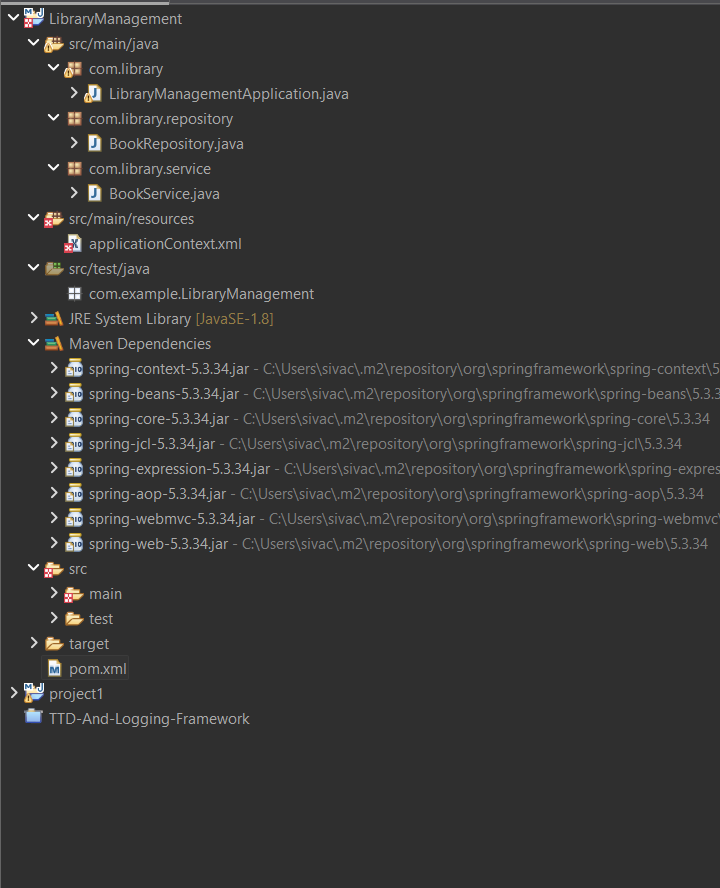 LibraryManagement
src/main/java
com.library
LibraryManagementApplication.java
com.library.repository
BookRepository.java
com.library.service
BookService.java
src/main/resources
applicationContext.xml
src/test/java
com.example.LibraryManagement
JRE System Library [JavaSE-1.8]
Maven Dependencies
spring-context-5.3.34.jar - C:\Users\sivac\.m2\repository\org\springframework\spring-context\5
spring-beans-5.3.34.jar - C:\Users\sivac\.m2\repository\org\springframework\spring-beans\5.3.3
spring-core-5.3.34.jar - C:\Users\sivac\.m2\repository\org\springframework\spring-core\5.3.34
spring-jcl-5.3.34.jar - C:\Users\sivac\.m2\repository\org\springframework\spring-jcl\5.3.34
spring-expression-5.3.34.jar - C:\Users\sivac\.m2\repository\org\springframework\spring-expres
spring-aop-5.3.34.jar - C:\Users\sivac\.m2\repository\org\springframework\spring-aop\5.3.34
spring-webmvc-5.3.34.jar - C:\Users\sivac\.m2\repository\org\springframework\spring-webmvc\
spring-web-5.3.34.jar - C:\Users\sivac\.m2\repository\org\springframework\spring-web\5.3.34
src
main
test
target
pom.xml
project1
TTD-And-Logging-Framework